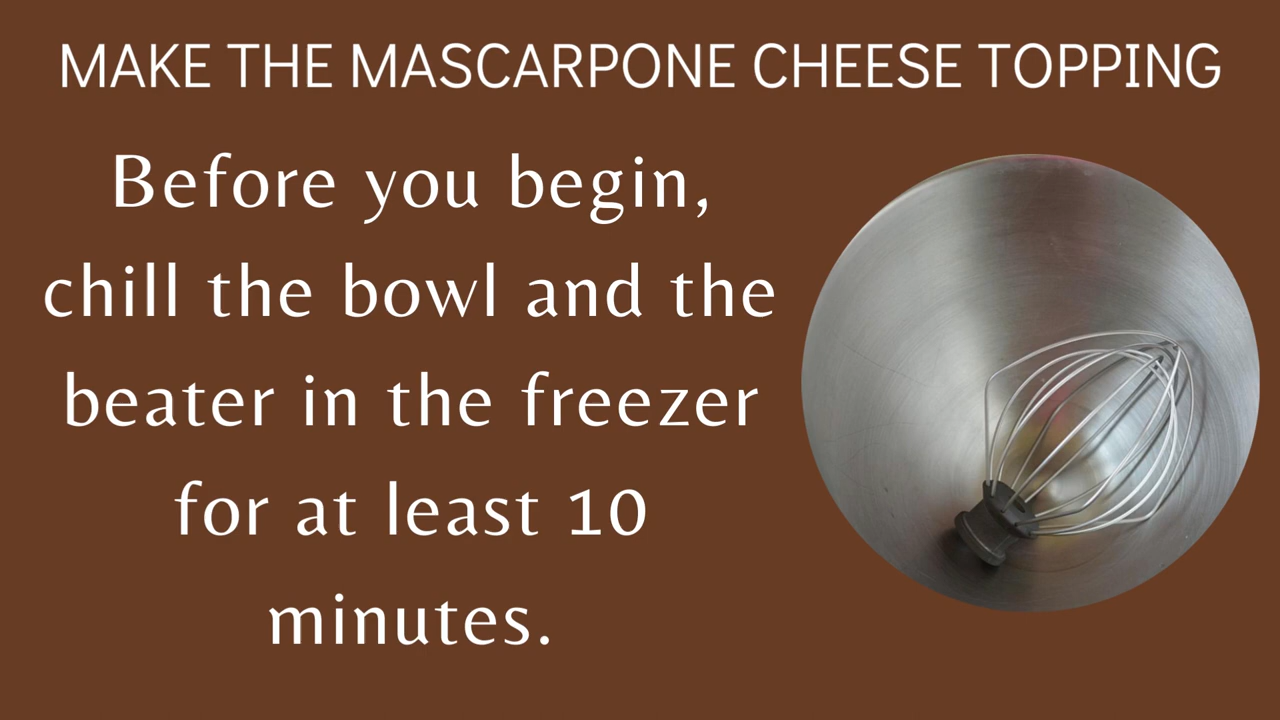 MAKE THE MASCARPONE CHEESE TOPPING
Before you begin,
chill the bowl and the
beater in the freezer
for at least 10
minutes.